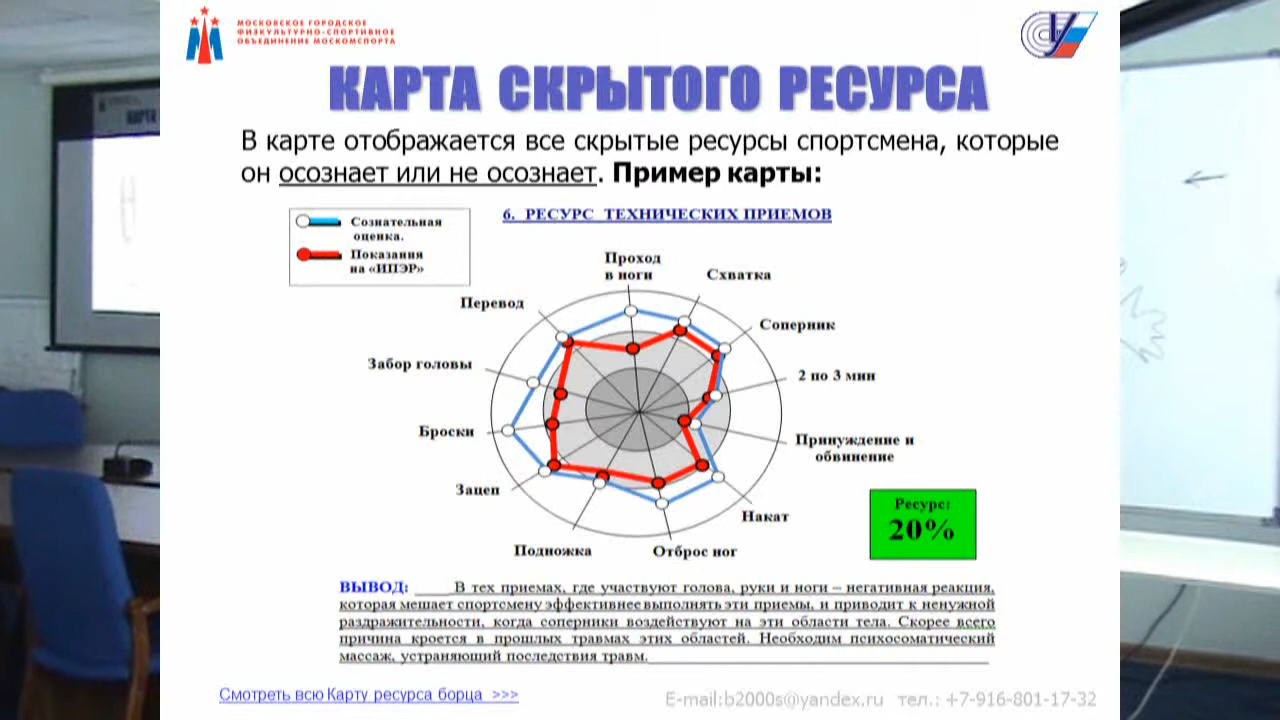 МОСКОВСКОЕ ГОРОДСКОЕ
ФИЗКУЛЬТУРНО-СПОРТИВНОЕ
ОБЪЕДИНЕНИЕ МОСКОМСПОРТА
КАРТА СКРЫТОГО РЕСУРСА
В карте отображается все скрытые ресурсы спортсмена, которые
он осознает или не осознает. Пример карты:
6. РЕСУРС ТЕХНИЧЕСКИХ ПРИЕМОВ
Сознательная
оценка.
Показания
на «ИПЭР»
Проход
в ноги
Схватка
Перевод
Соперник
Забор головы
2 по 3 мин
Броски
Принуждение и
обвинение
Зацеп
Накат
Подножка
Отброс ног
Ресурс:
20%
ВЫВОД: В тех приемах, где участвуют голова, руки и ноги – негативная реакция,
которая мешает спортсмену эффективнее выполнять эти приемы, и приводит к ненужной
раздражительности, когда соперники воздействуют на эти области тела. Скорее всего
причина кроется в прошлых травмах этих областей. Необходим психосоматический
массаж, устраняющий последствия травм.
Смотреть всю Карту ресурса борца >>>
E-mail:b2000s@yandex.ru тел.: +7-916-801-17-32